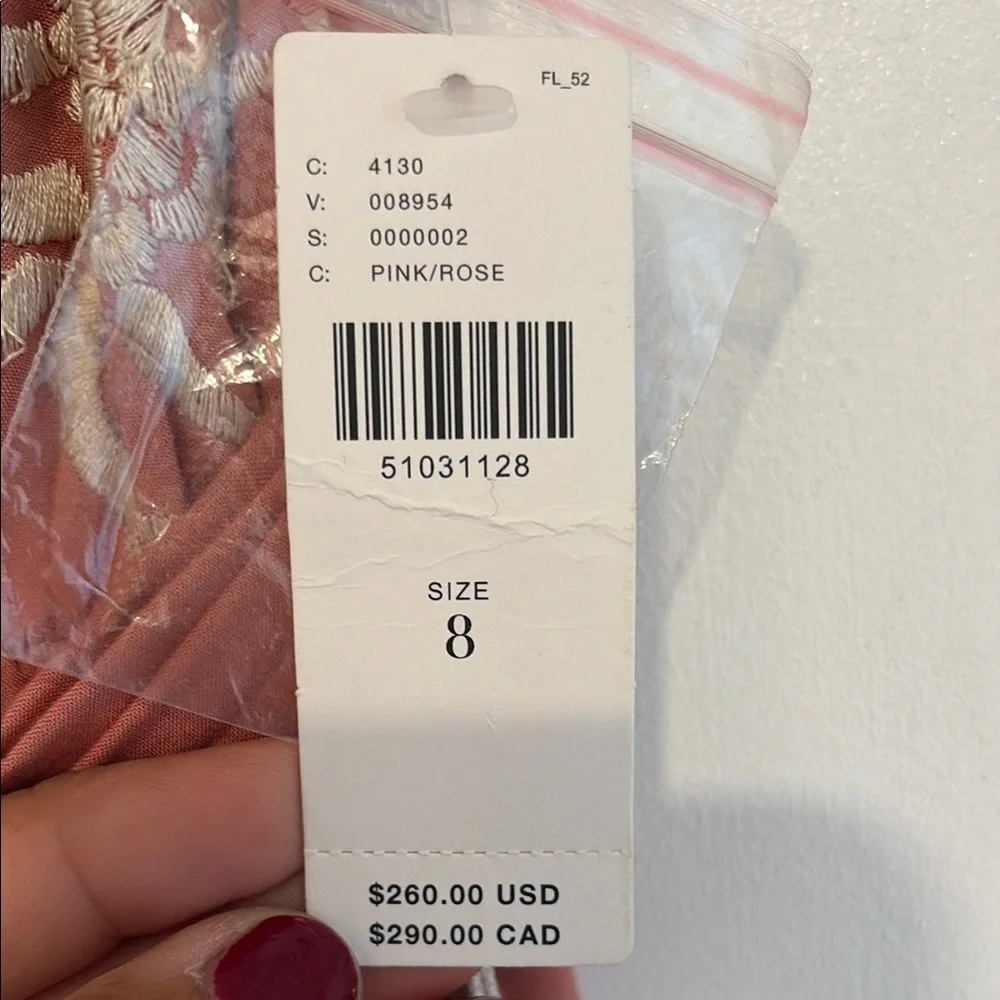 FL_52
C: 4130
V: 008954
S: 0000002
C: PINK/ROSE
51031128
SIZE
8
$260.00 USD
$290.00 CAD